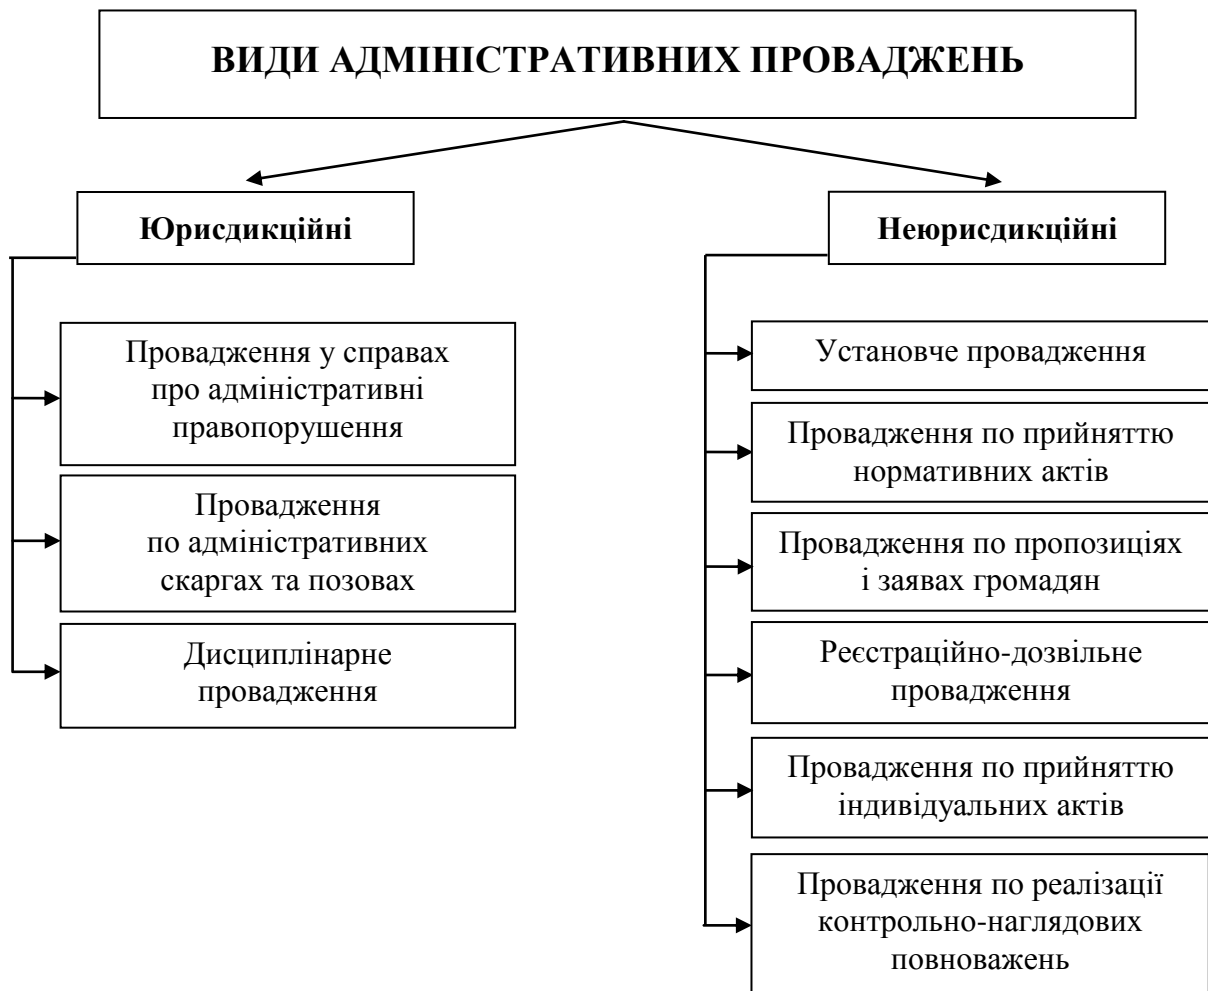 ВИДИ АДМІНІСТРАТИВНИХ ПРОВАДЖЕНЬ
Юрисдикційні
Провадження у справах
про адміністративні
правопорушення
Провадження
по адміністративних
скаргах та позовах
Дисциплінарне
провадження
Неюрисдикційні
Установче провадження
Провадження по прийняттю
нормативних актів
Провадження по пропозиціях
і заявах громадян
Реєстраційно-дозвільне
провадження
Провадження по прийняттю
індивідуальних актів
Провадження по реалізації
контрольно-наглядових
повноважень